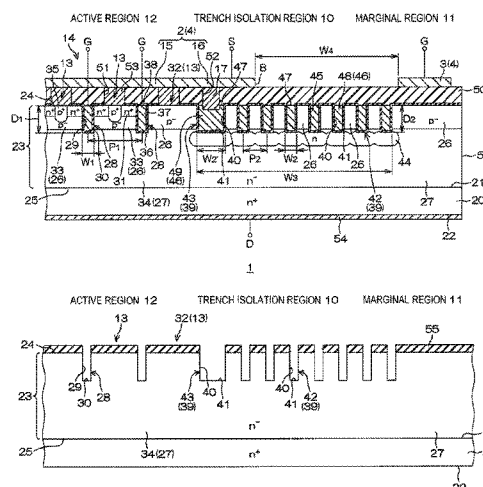 ACTIVE REGION 12 TRENCH ISOLATION REGION 10 MARGINAL REGION 11
14 2(4) W4
G 13 G 15 16 S G
35 13 51 53 38 32(13) 52 17 47 B 47 45 48(46) 3(4)
24 50
D1 n+ p+ n+ n+ p+ n+ 37 p- n- D2 p-
23 29 W1 P1 26 49 W2 40 P2 W2 40 44 26 5
33 30 28 31 36 33 28 43 41 W3 26 41 26 42 21
(26) (26) (46) (39) (39)
25 34(27) n- 27
n+ 20
D 54 22
1
ACTIVE REGION 12 TRENCH ISOLATION REGION 10 MARGINAL REGION 11
24 13 32(13) 55
29 28 40 40
30 43 41 41 42
23 (39) (39)
25 n-
34(27) n+ 27